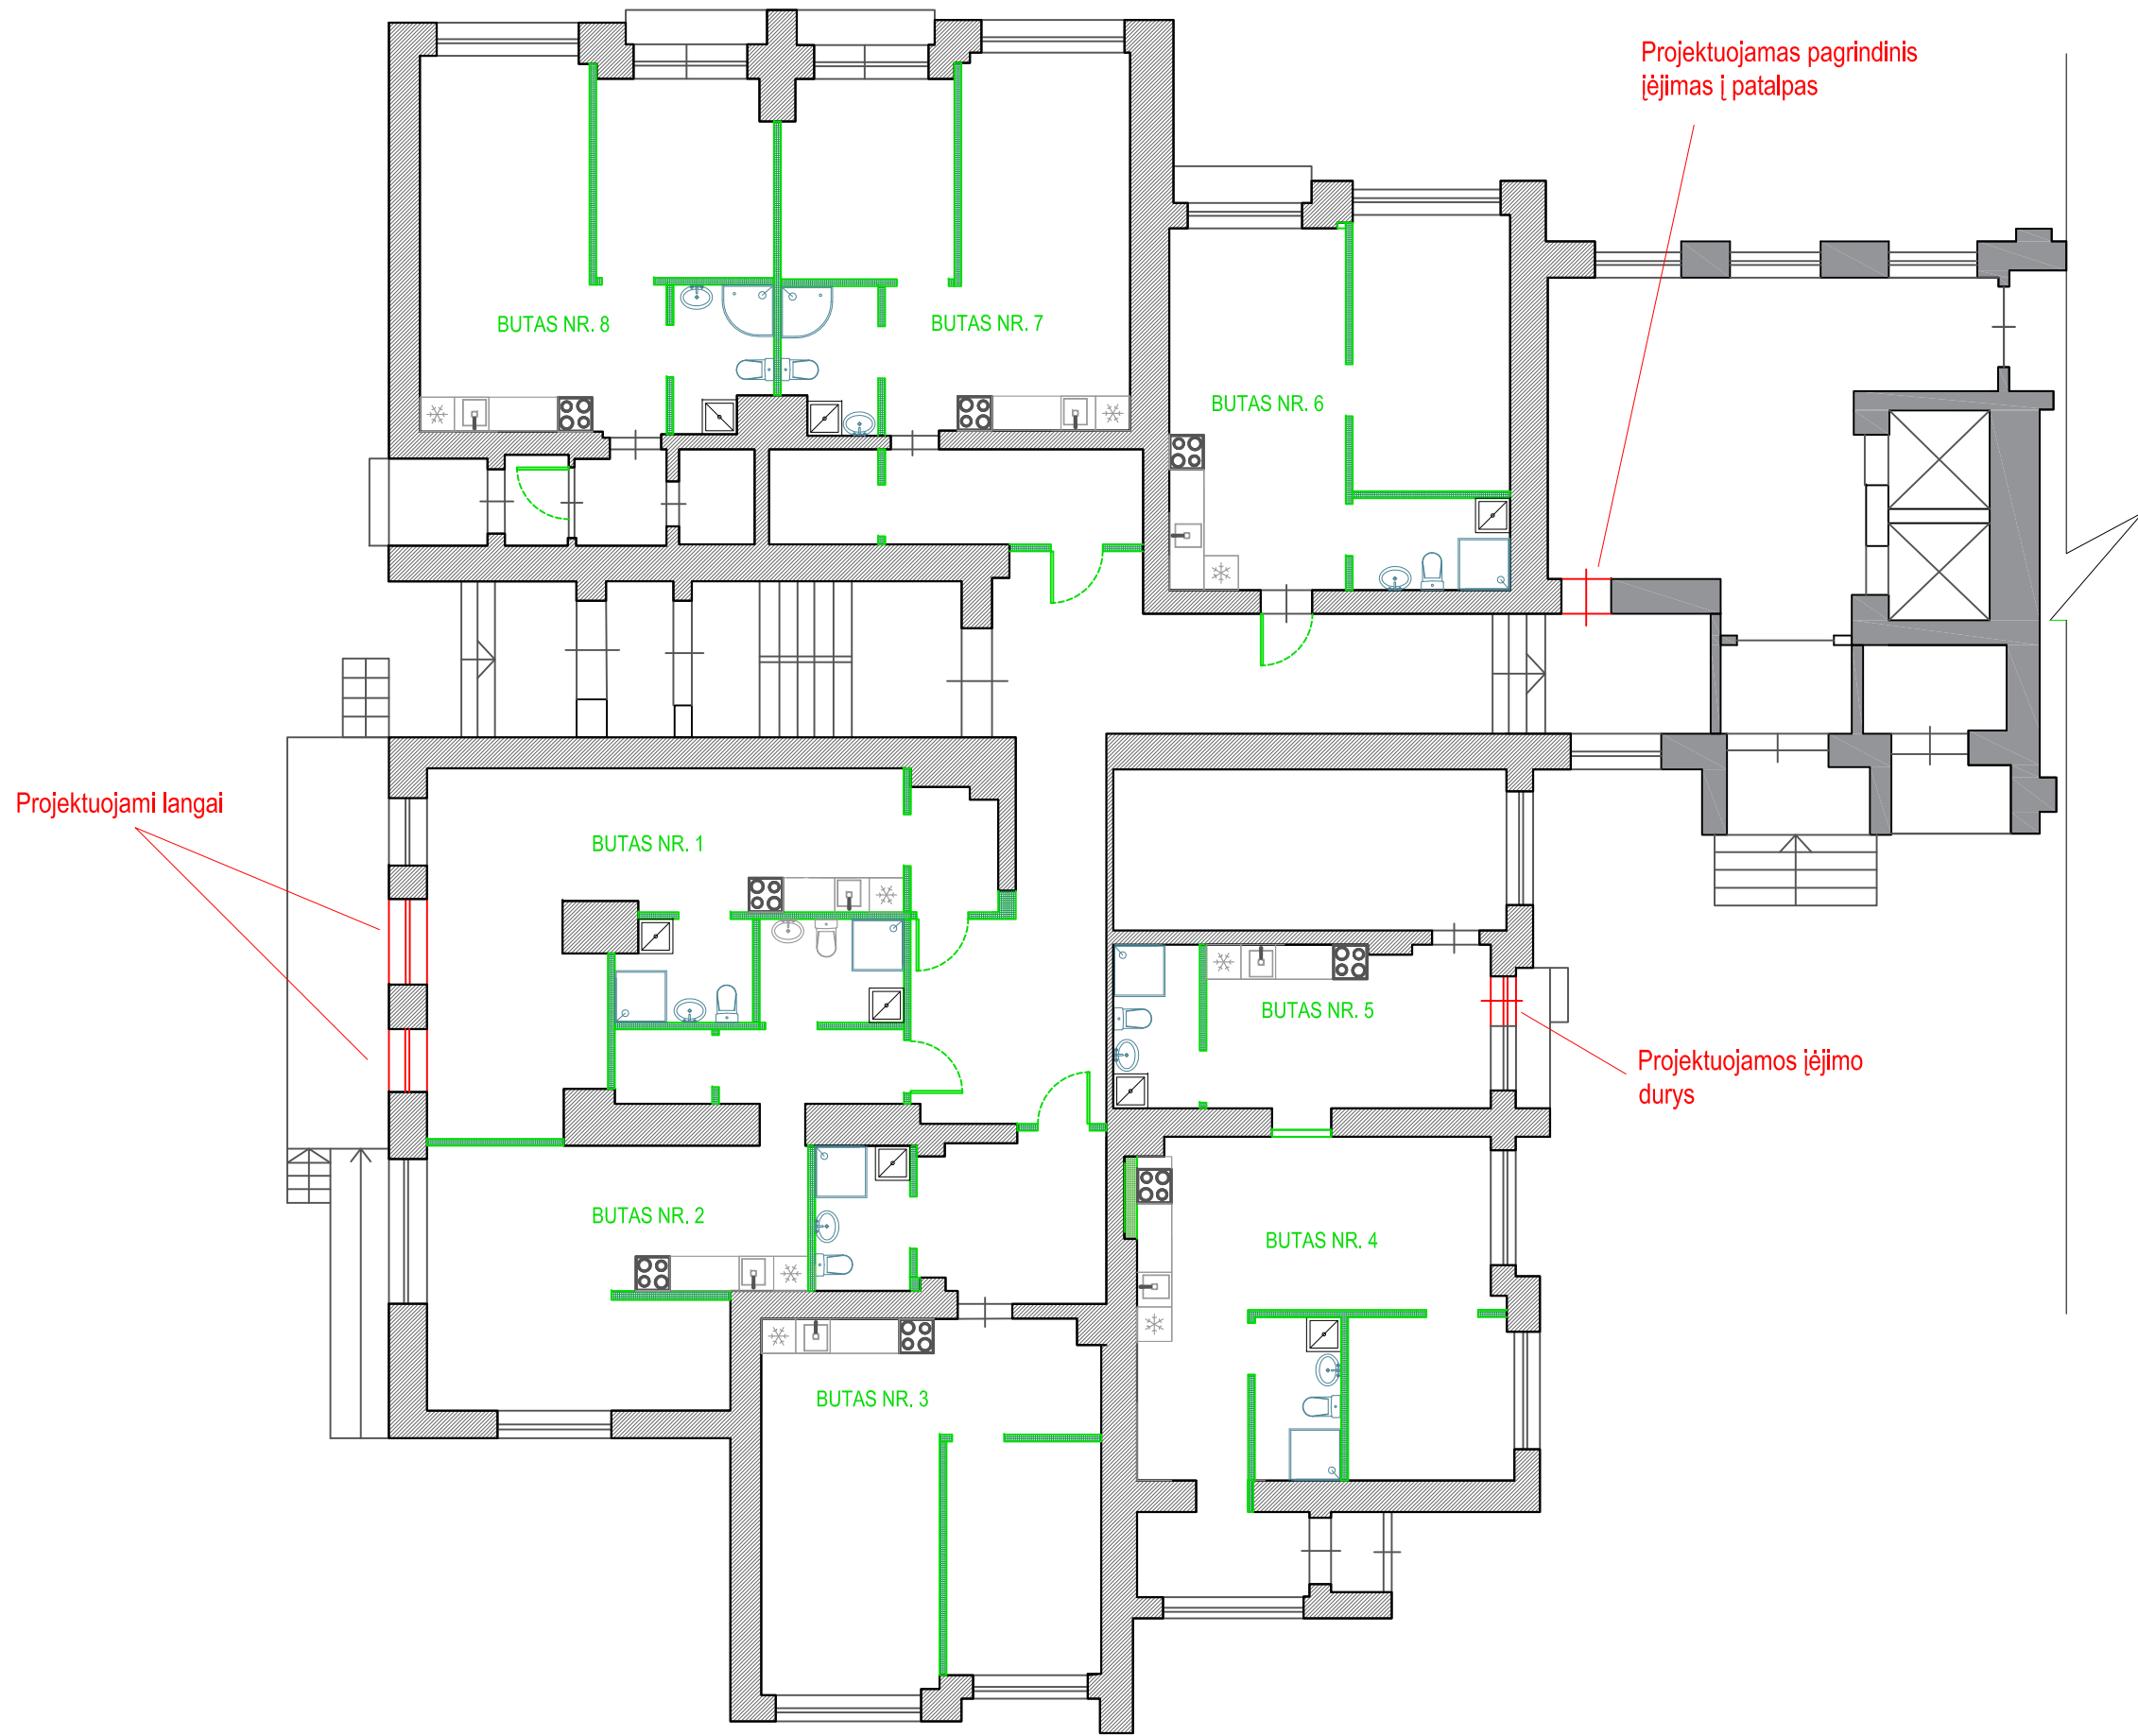 Projektuojamas pagrindinis
įėjimas į patalpas
BUTAS NR. 8
BUTAS NR. 7
BUTAS NR. 6
Projektuojami langai
BUTAS NR. 1
BUTAS NR. 5
Projektuojamos įėjimo
durys
BUTAS NR. 2
BUTAS NR. 4
BUTAS NR. 3